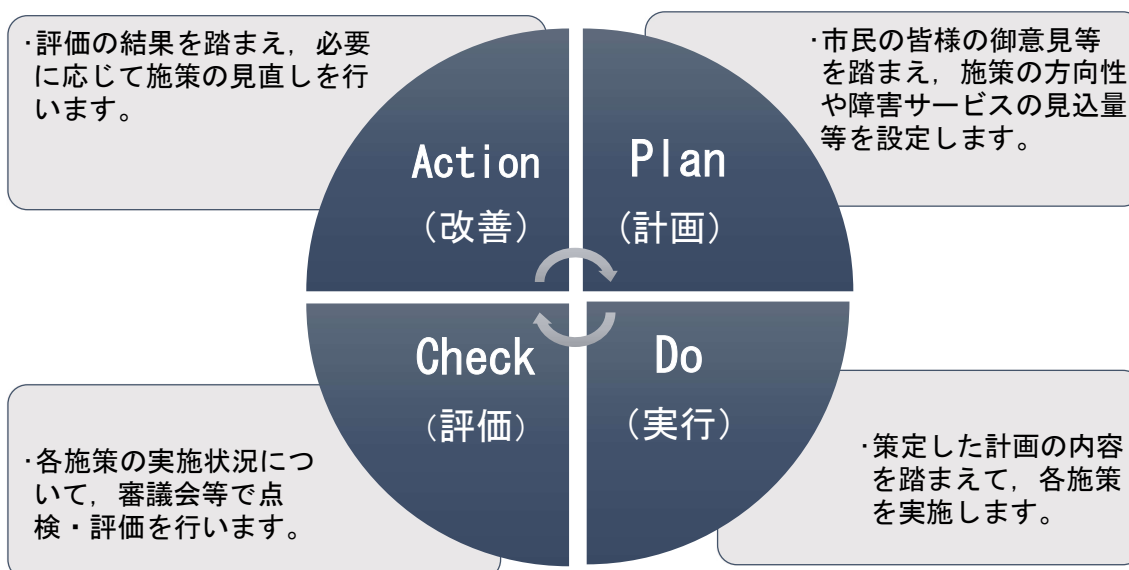 ・評価の結果を踏まえ，必要
に応じて施策の見直しを行
います。
・市民の皆様の御意見等
を踏まえ，施策の方向性
や障害サービスの見込量
等を設定します。
Action
（改善）
Plan
（計画）
Check
（評価）
Do
（実行）
・各施策の実施状況につ
いて，審議会等で点
検・評価を行います。
・策定した計画の内容
を踏まえて，各施策
を実施します。